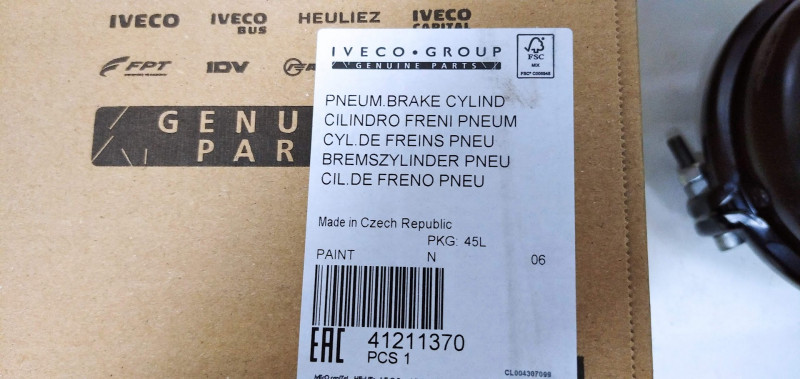 IVECO IVECO BUS HEULIEZ IVECO CAPITAL
FPT IDV
GENU
PAR
IVECO • GROUP
GENUINE PARTS
FSC
MIX
PNEUM.BRAKE CYLIND
CILINDRO FRENI PNEUM
CYL.DE FREINS PNEU
BREMSZYLINDER PNEU
CIL.DE FRENO PNEU
Made in Czech Republic
PKG: 45L
PAINT N 06
EAC 41211370
PCS 1
CL004387099